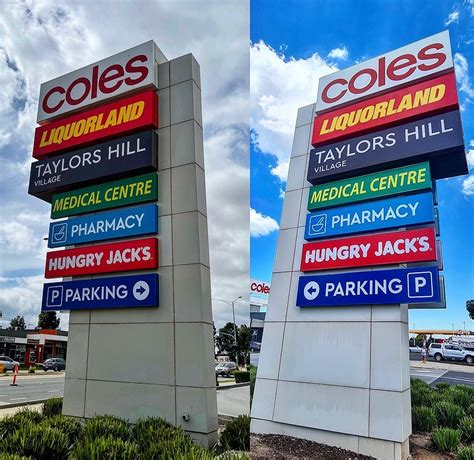 coles
LIQUORLAND
TAYLORS HILL
VILLAGE
MEDICAL CENTRE
PHARMACY
HUNGRY JACK'S
P PARKING
coles
LIQUORLAND
TAYLORS HILL
VILLAGE
MEDICAL CENTRE
PHARMACY
HUNGRY JACK'S
PARKING P
coles